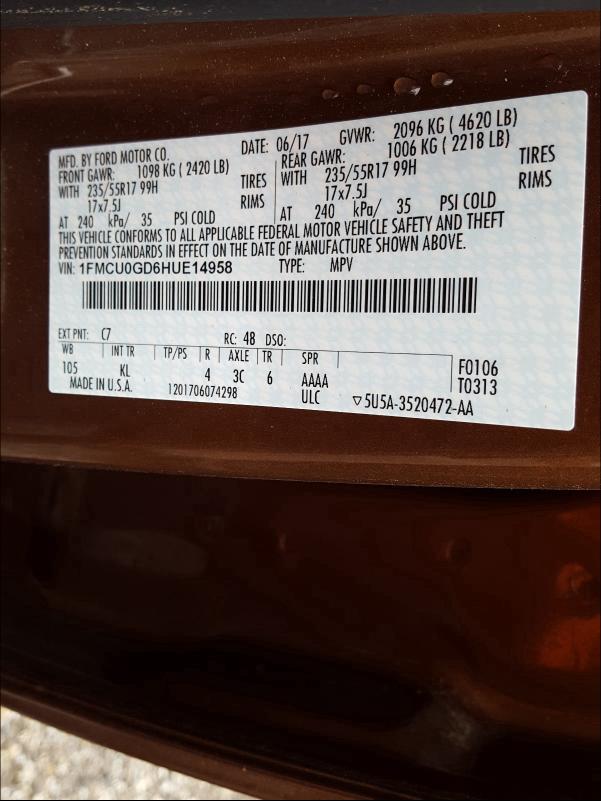 MFD. BY FORD MOTOR CO. DATE: 06/17 GVWR: 2096 KG ( 4620 LB)
FRONT GAWR: 1098 KG ( 2420 LB) REAR GAWR: 1006 KG ( 2218 LB)
WITH 235/55R17 99H TIRES WITH 235/55R17 99H TIRES
17x7.5J RIMS 17x7.5J RIMS
AT 240 kPa/ 35 PSI COLD AT 240 kPa/ 35 PSI COLD
THIS VEHICLE CONFORMS TO ALL APPLICABLE FEDERAL MOTOR VEHICLE SAFETY AND THEFT
PREVENTION STANDARDS IN EFFECT ON THE DATE OF MANUFACTURE SHOWN ABOVE.
VIN: 1FMCU0GD6HUE14958 TYPE: MPV
EXT PNT: C7 RC: 48 DSO:
WB INT TR TP/PS R AXLE TR SPR
105 KL 4 3C 6 AAAA F0106
MADE IN U.S.A. 1201706074298 ULC ▽5U5A-3520472-AA T0313